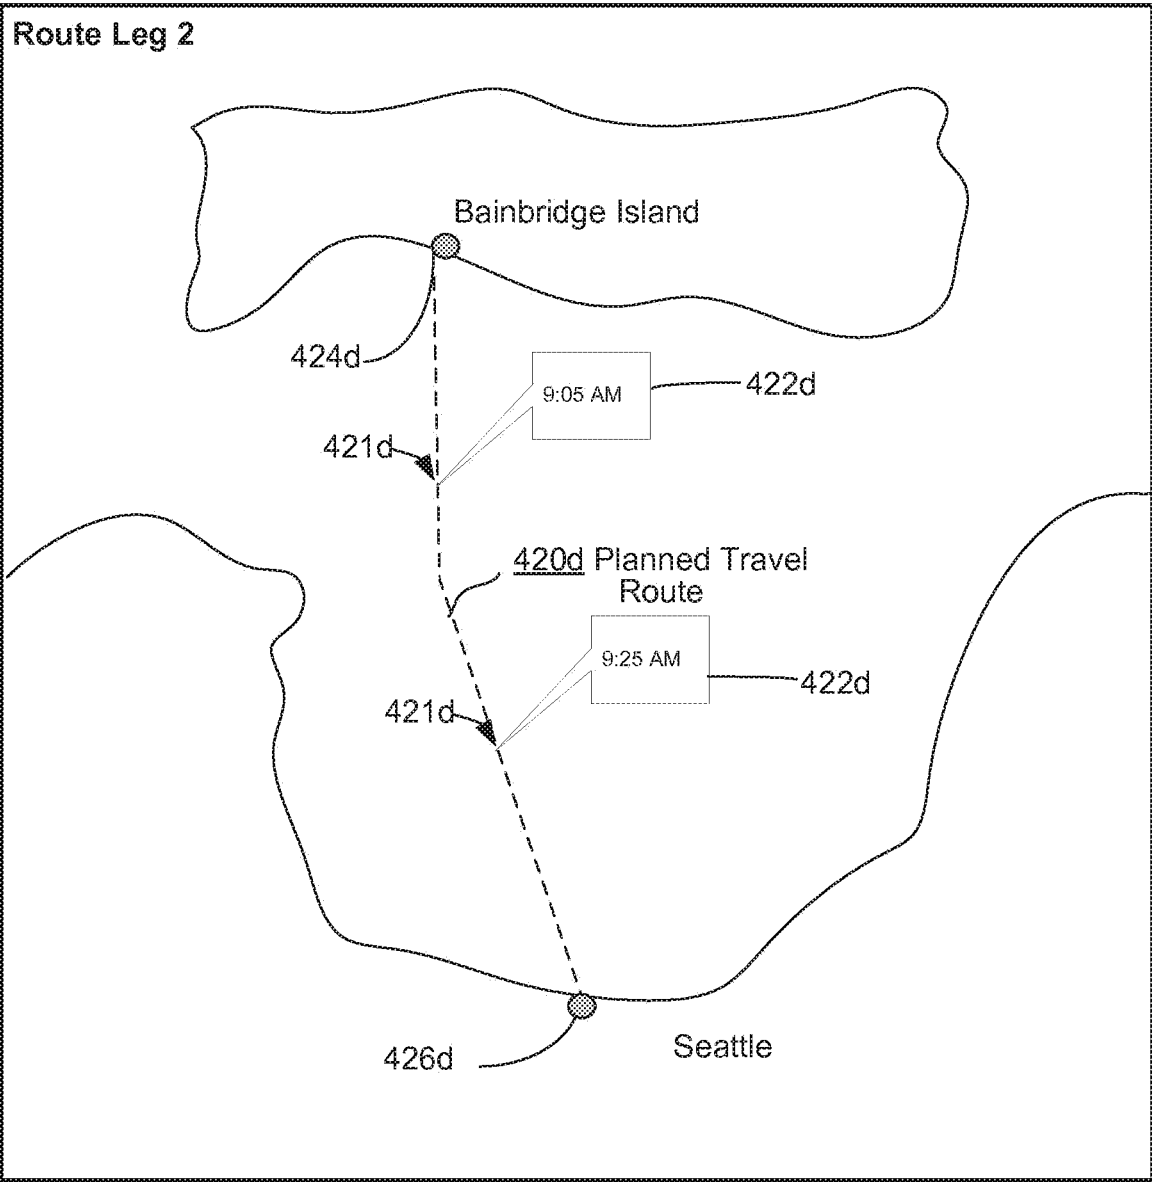 Route Leg 2
Bainbridge Island
424d
9:05 AM
422d
421d
420d Planned Travel
Route
9:25 AM
422d
421d
426d
Seattle